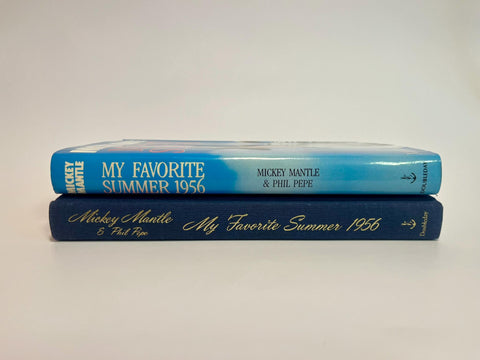 MICKEY
MANTLE
MY FAVORITE
SUMMER 1956
MICKEY MANTLE
& PHIL PEPE
DOUBLEDAY
Mickey Mantle
& Phil Pepe
My Favorite Summer 1956
Doubleday